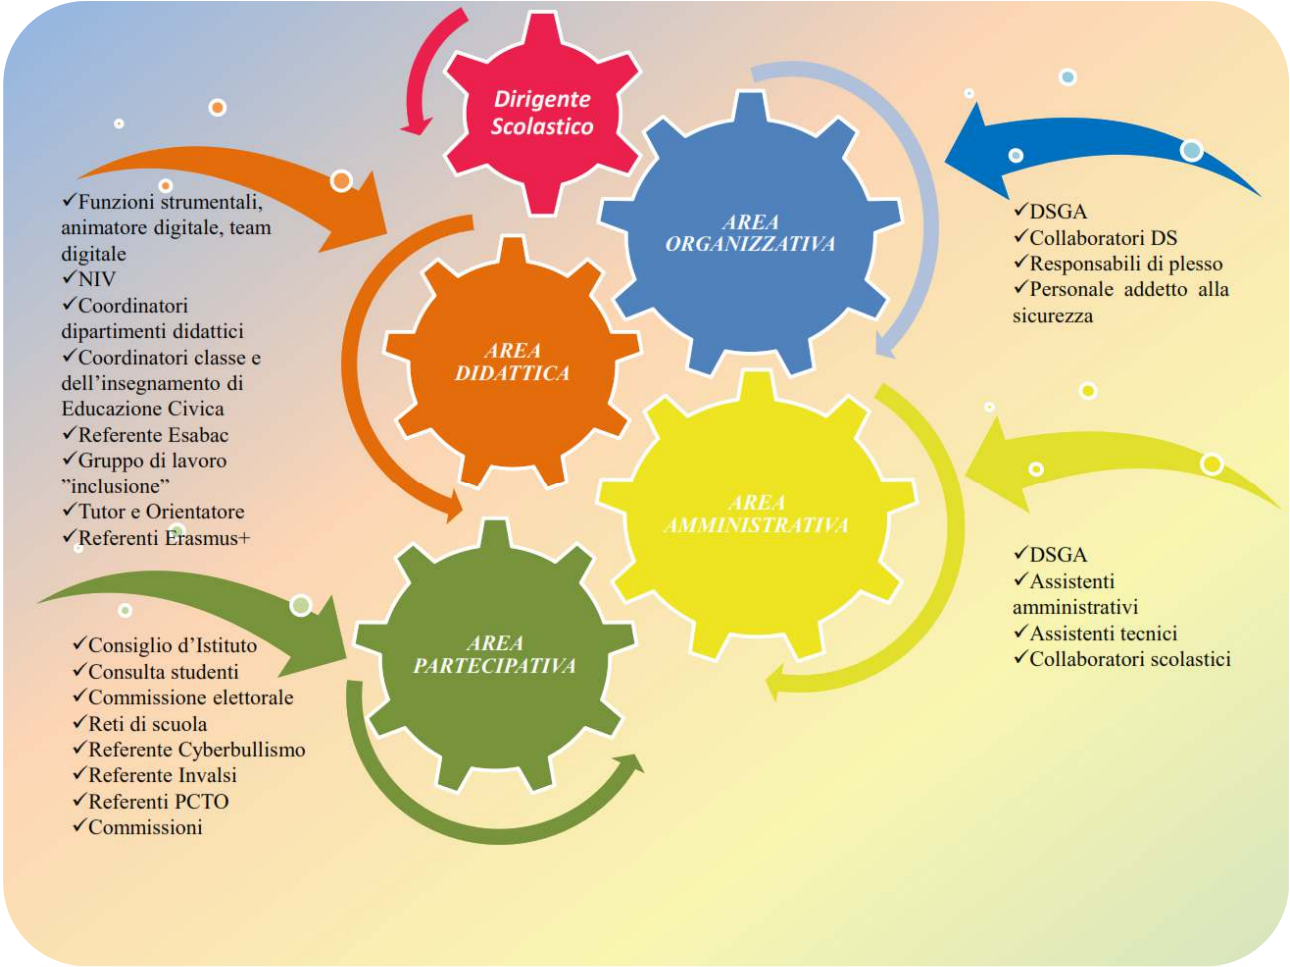 Dirigente
Scolastico
AREA
ORGANIZZATIVA
✓DSGA
✓Collaboratori DS
✓Responsabili di plesso
✓Personale addetto alla
sicurezza
✓Funzioni strumentali,
animatore digitale, team
digitale
✓NIV
✓Coordinatori
dipartimenti didattici
✓Coordinatori classe e
dell’insegnamento di
Educazione Civica
✓Referente Esabac
✓Gruppo di lavoro
”inclusione”
✓Tutor e Orientatore
✓Referenti Erasmus+
AREA
DIDATTICA
AREA
AMMINISTRATIVA
✓DSGA
✓Assistenti
amministrativi
✓Assistenti tecnici
✓Collaboratori scolastici
AREA
PARTECIPATIVA
✓Consiglio d’Istituto
✓Consulta studenti
✓Commissione elettorale
✓Reti di scuola
✓Referente Cyberbullismo
✓Referente Invalsi
✓Referenti PCTO
✓Commissioni